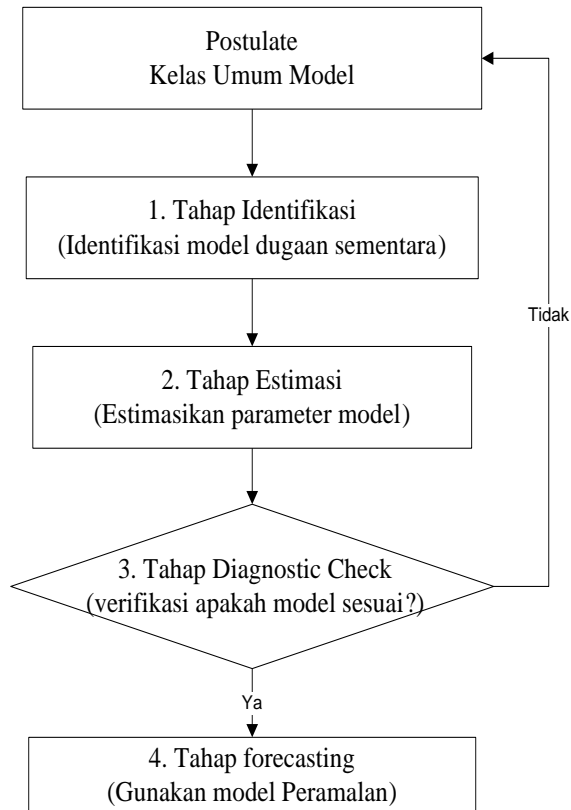 Postulate
Kelas Umum Model
1. Tahap Identifikasi
(Identifikasi model dugaan sementara)
Tidak
2. Tahap Estimasi
(Estimasikan parameter model)
3. Tahap Diagnostic Check
(verifikasi apakah model sesuai?)
Ya
4. Tahap forecasting
(Gunakan model Peramalan)